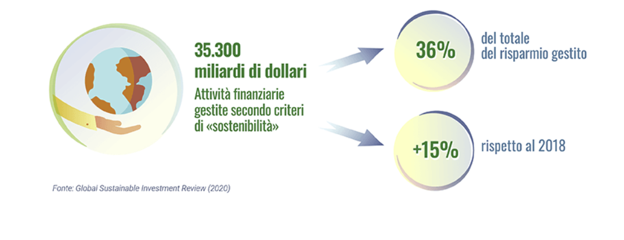 35.300
miliardi di dollari
Attività finanziarie
gestite secondo criteri
di «sostenibilità»
36%
del totale
del risparmio gestito
+15%
rispetto al 2018
Fonte: Global Sustainable Investment Review (2020)